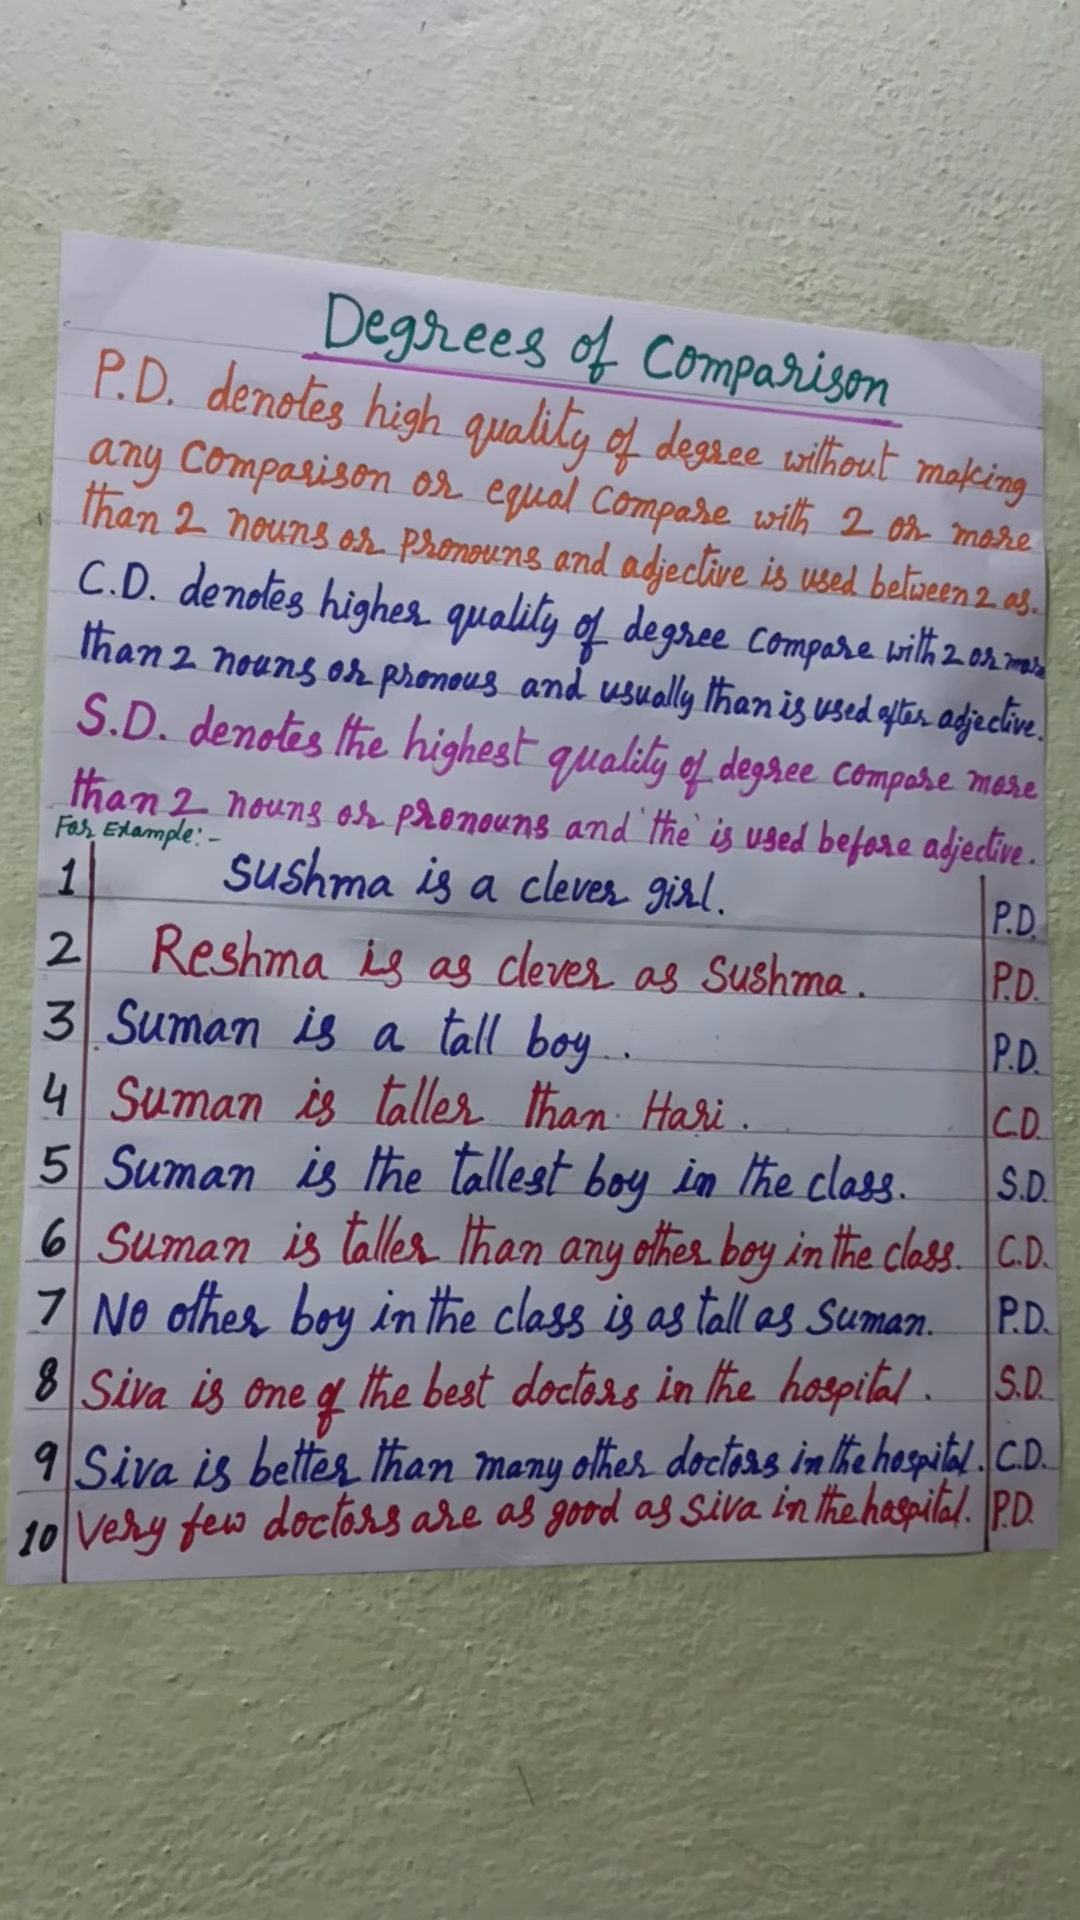 Degrees of Comparison
P.D. denotes high quality of degree without making
any Comparison or equal Compare with 2 or more
than 2 nouns or pronouns and adjective is used between 2 as.
C.D. denotes higher quality of degree Compare with 2 or more
than 2 nouns or pronous and usually than is used after adjective.
S.D. denotes the highest quality of degree compare more
than 2 nouns or pronouns and 'the' is used before adjective.
For Example:-
1 Sushma is a clever girl. P.D.
2 Reshma is as clever as Sushma. P.D.
3 Suman is a tall boy. P.D.
4 Suman is taller than Hari. C.D.
5 Suman is the tallest boy in the class. S.D.
6 Suman is taller than any other boy in the class. C.D.
7 No other boy in the class is as tall as Suman. P.D.
8 Siva is one of the best doctors in the hospital. S.D.
9 Siva is better than many other doctors in the hospital. C.D.
10 Very few doctors are as good as Siva in the hospital. P.D.